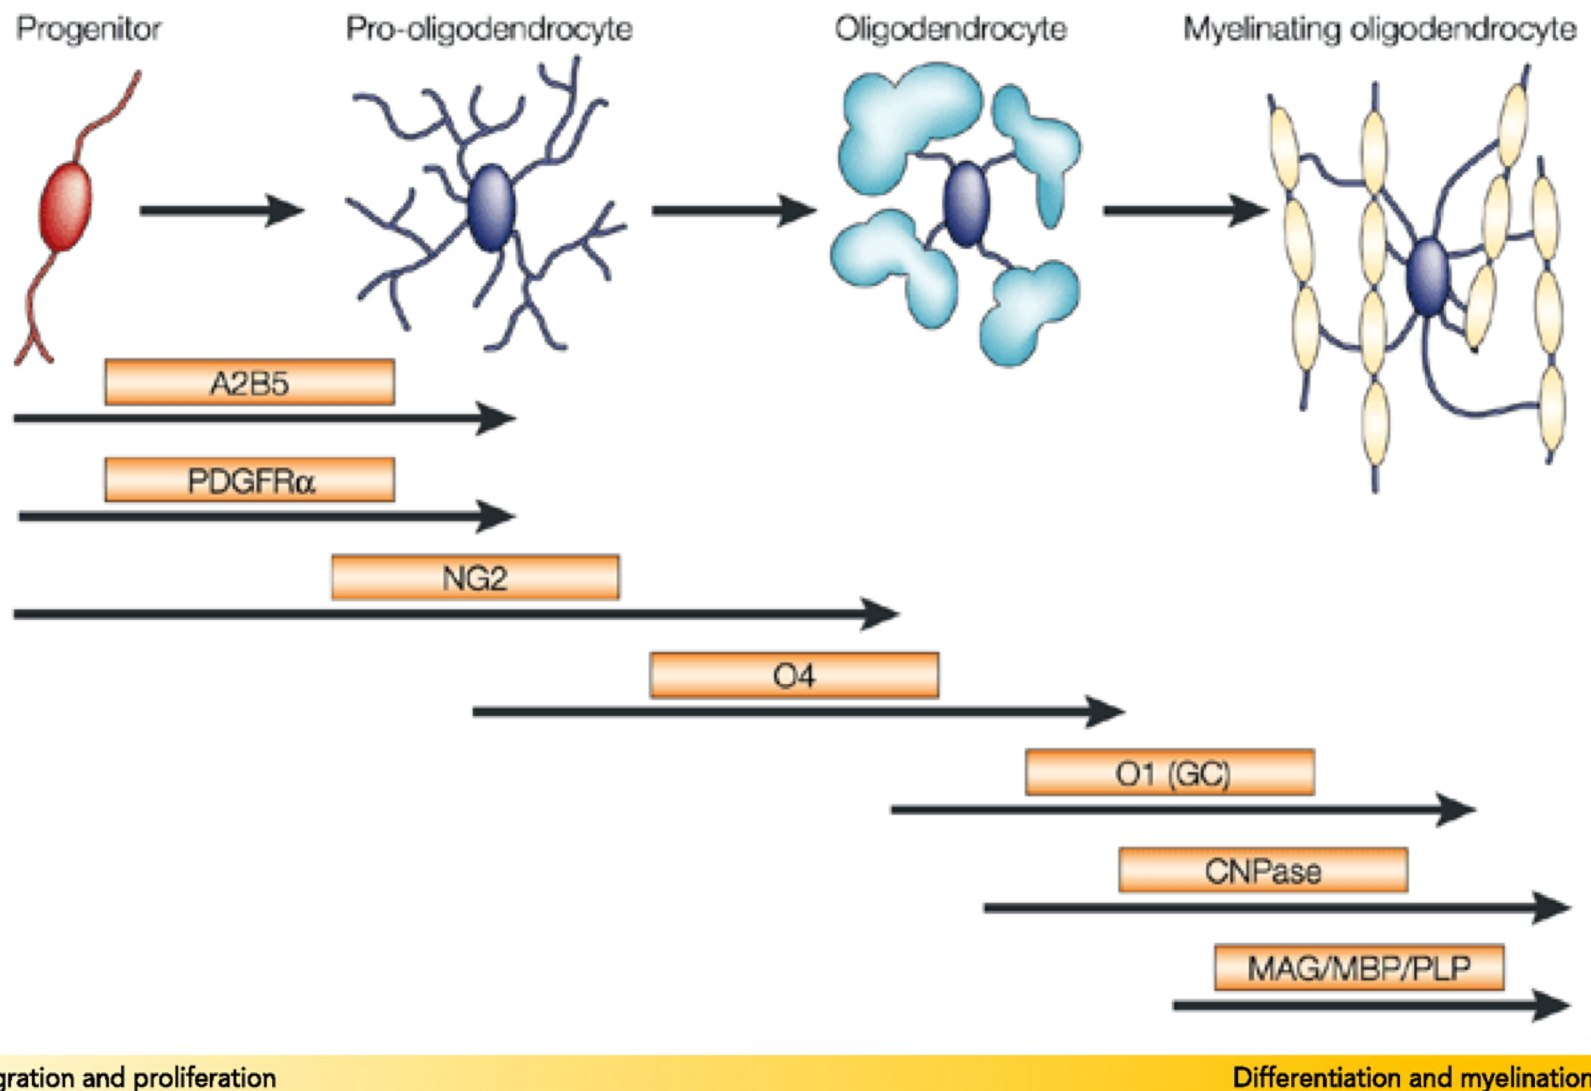 Progenitor
Pro-oligodendrocyte
Oligodendrocyte
Myelinating oligodendrocyte
A2B5
PDGFRα
NG2
O4
O1 (GC)
CNPase
MAG/MBP/PLP
gration and proliferation
Differentiation and myelination